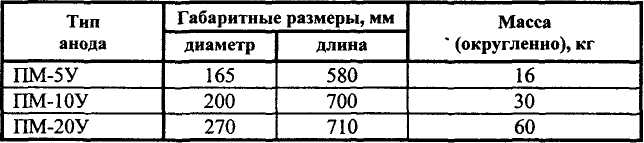 Тип анода | Габаритные размеры, мм | Масса (округленно), кг
диаметр | длина
ПМ-5У | 165 | 580 | 16
ПМ-10У | 200 | 700 | 30
ПМ-20У | 270 | 710 | 60